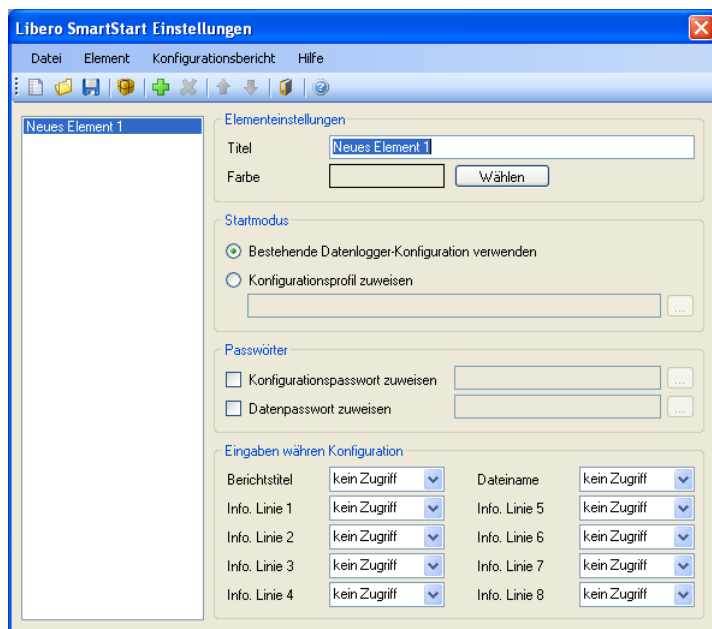 Libero SmartStart Einstellungen
Datei Element Konfigurationsbericht Hilfe
Neues Element 1
Elementeinstellungen
Titel Neues Element 1
Farbe Wählen
Startmodus
Bestehende Datenlogger-Konfiguration verwenden
Konfigurationsprofil zuweisen
...
Passwörter
Konfigurationspasswort zuweisen ...
Datenpasswort zuweisen ...
Eingaben währen Konfiguration
Berichtstitel kein Zugriff Dateiname kein Zugriff
Info. Linie 1 kein Zugriff Info. Linie 5 kein Zugriff
Info. Linie 2 kein Zugriff Info. Linie 6 kein Zugriff
Info. Linie 3 kein Zugriff Info. Linie 7 kein Zugriff
Info. Linie 4 kein Zugriff Info. Linie 8 kein Zugriff